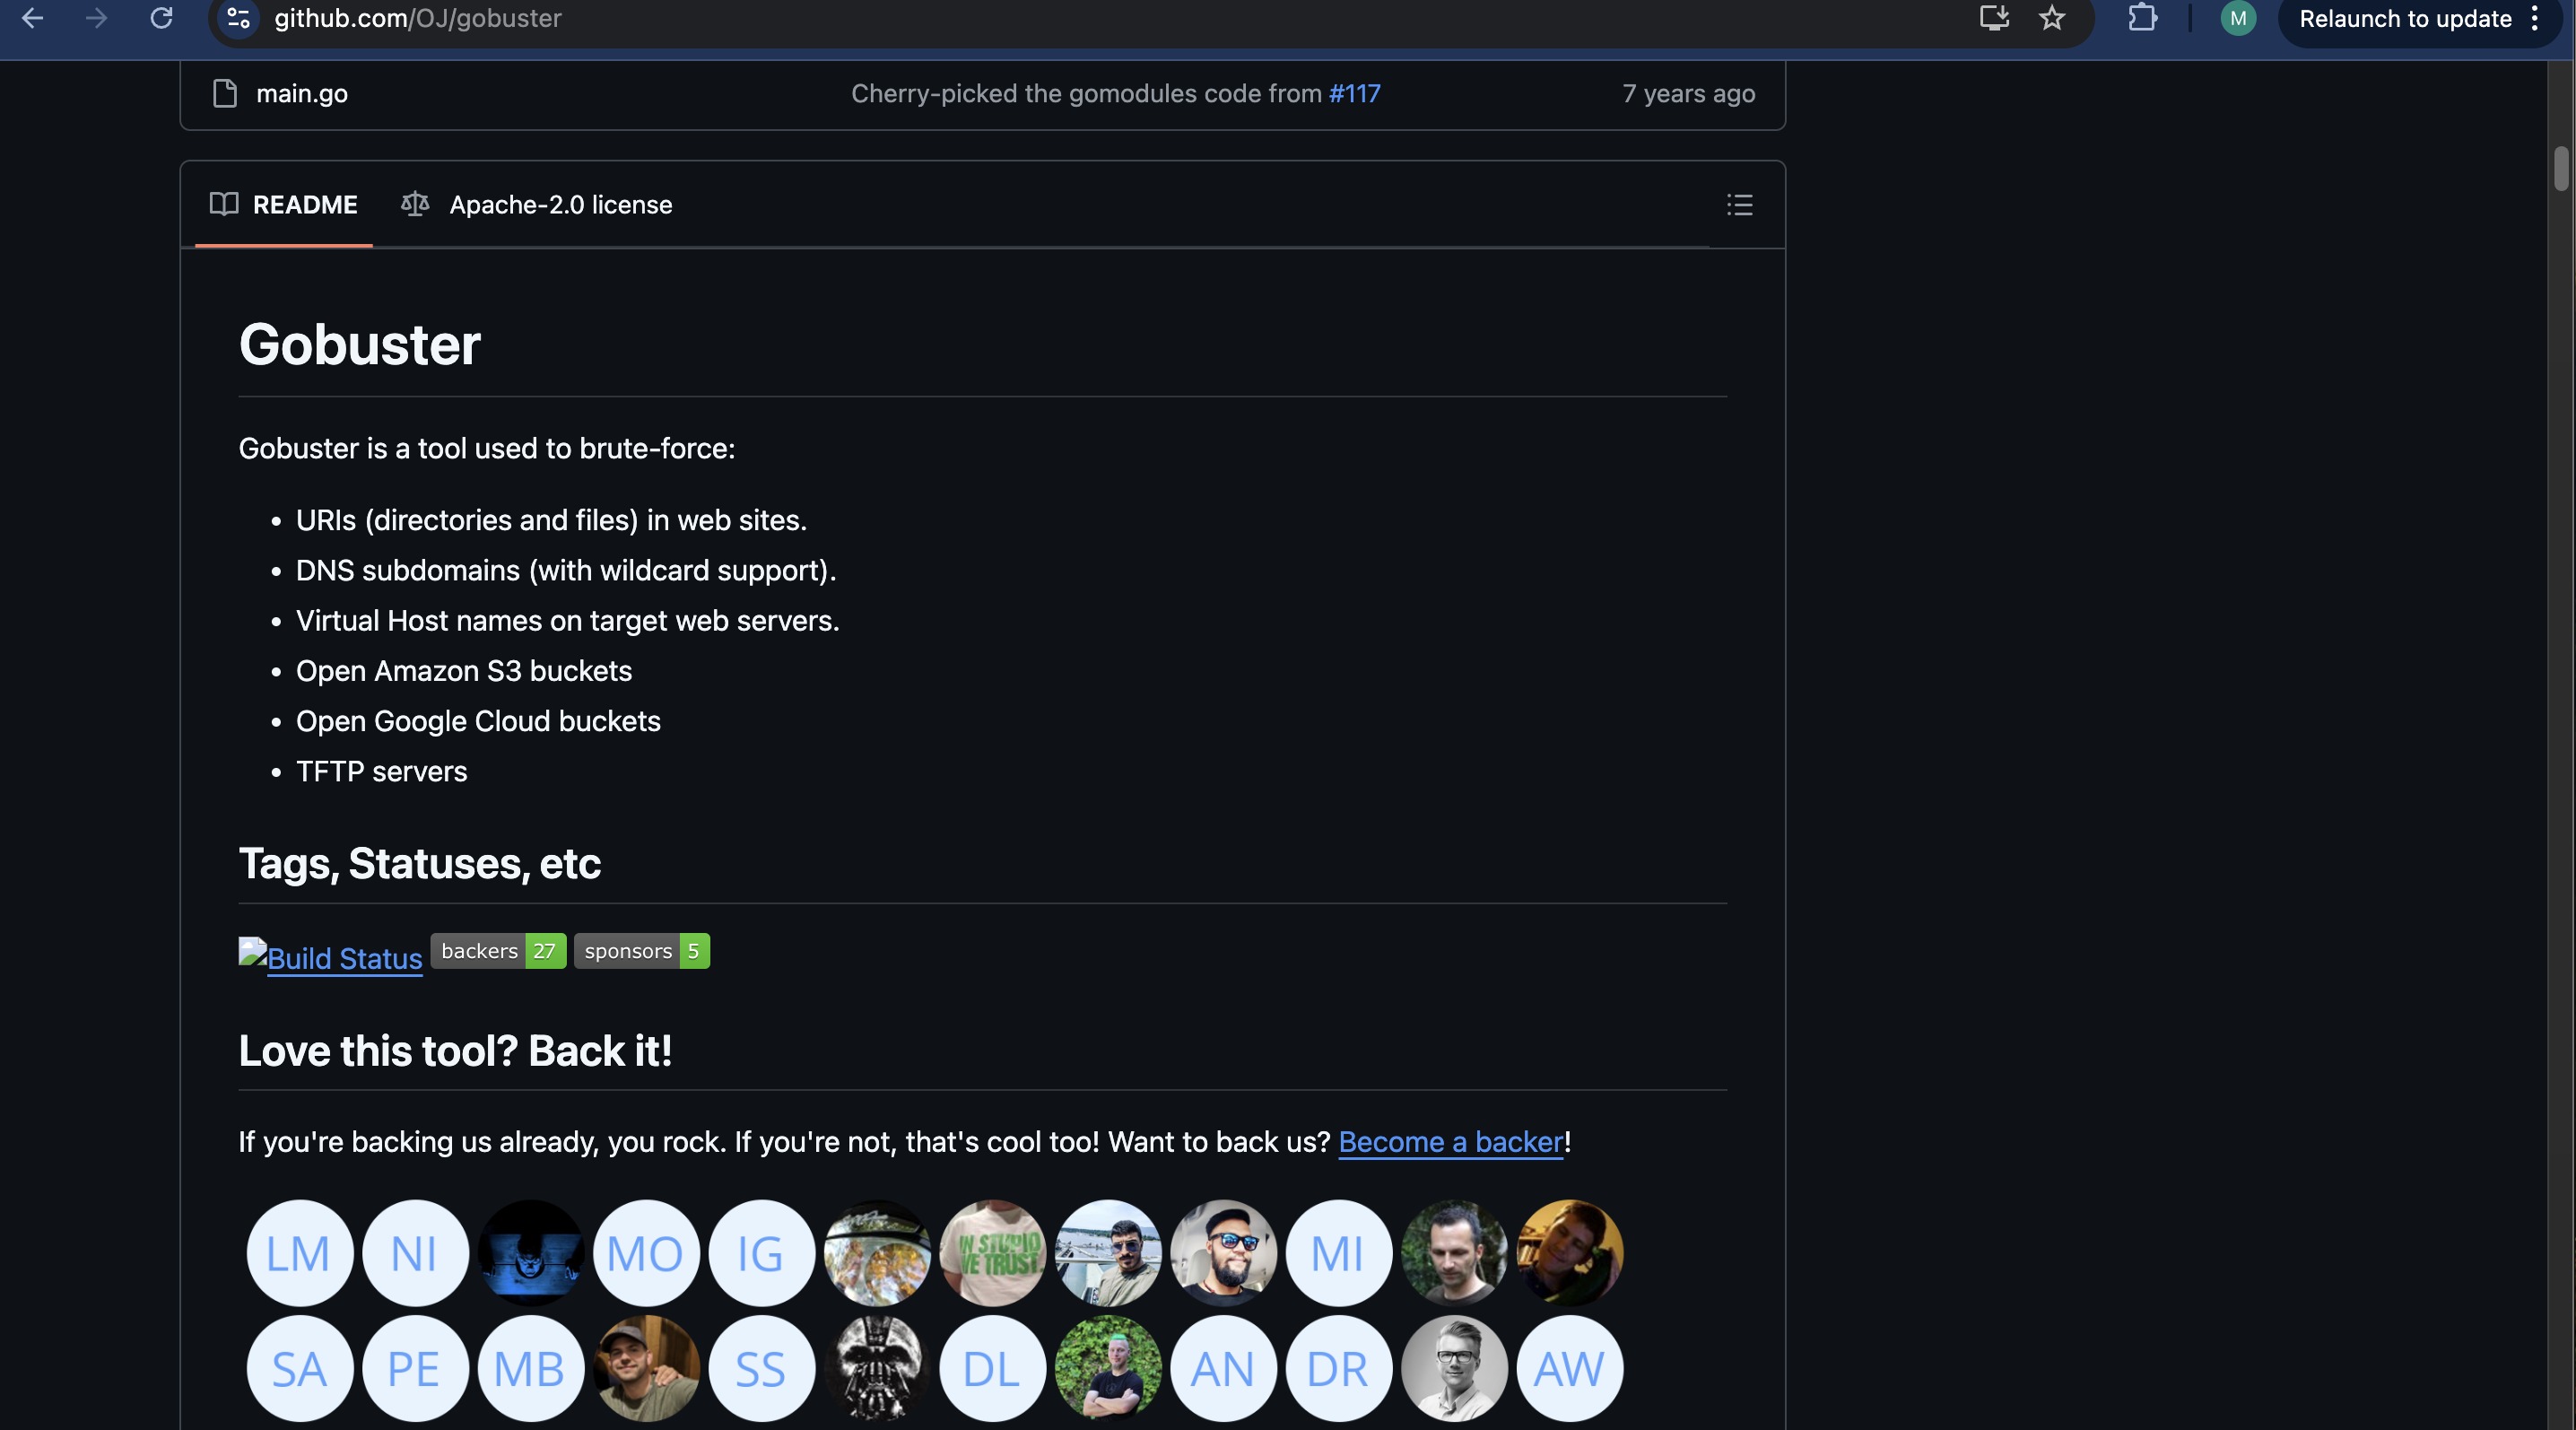 github.com/OJ/gobuster
M
Relaunch to update
main.go
Cherry-picked the gomodules code from #117
7 years ago
README
Apache-2.0 license
Gobuster
Gobuster is a tool used to brute-force:
• URIs (directories and files) in web sites.
• DNS subdomains (with wildcard support).
• Virtual Host names on target web servers.
• Open Amazon S3 buckets
• Open Google Cloud buckets
• TFTP servers
Tags, Statuses, etc
Build Status backers 27 sponsors 5
Love this tool? Back it!
If you're backing us already, you rock. If you're not, that's cool too! Want to back us? Become a backer!
LM NI MO IG IN STUDIO MI
WE TRUST
SA PE MB SS DL AN DR AW